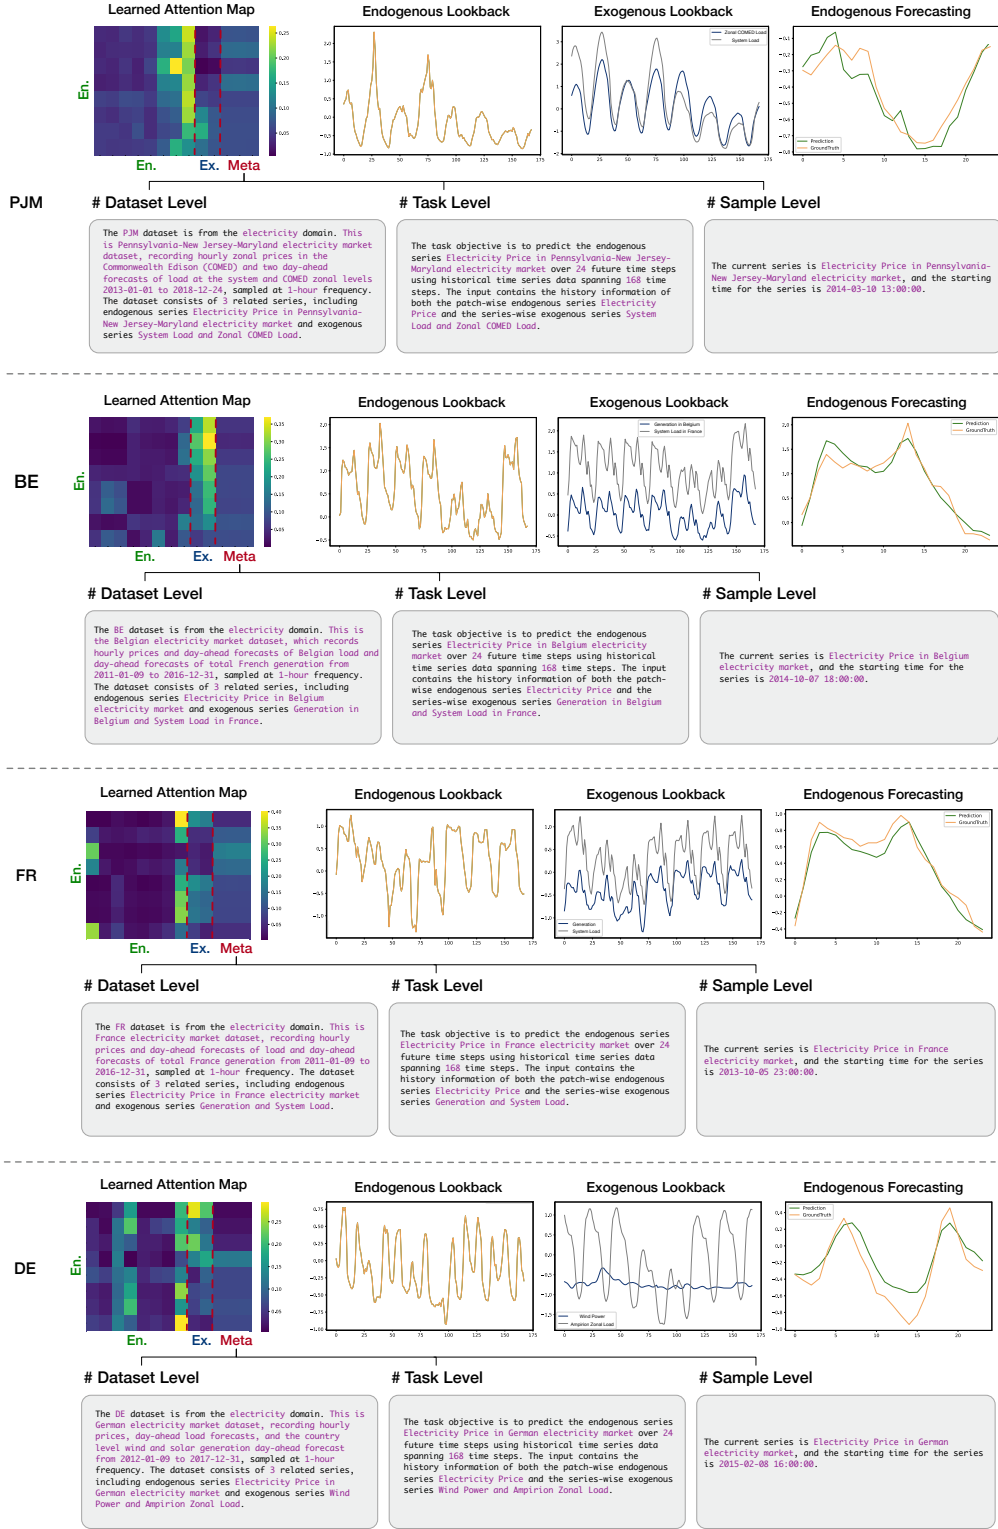 Learned Attention Map
Endogenous Lookback
Exogenous Lookback
Endogenous Forecasting
Zonal COMED Load
System Load
Prediction
GroundTruth
En.
En.
Ex.
Meta
PJM
# Dataset Level
# Task Level
# Sample Level
The PJM dataset is from the electricity domain. This
is Pennsylvania-New Jersey-Maryland electricity market
dataset, recording hourly zonal prices in the
Commonwealth Edison (COMED) and two day-ahead
forecasts of load at the system and COMED zonal levels
2013-01-01 to 2018-12-24, sampled at 1-hour frequency.
The dataset consists of 3 related series, including
endogenous series Electricity Price in Pennsylvania-
New Jersey-Maryland electricity market and exogenous
series System Load and Zonal COMED Load.
The task objective is to predict the endogenous
series Electricity Price in Pennsylvania-New Jersey-
Maryland electricity market over 24 future time steps
using historical time series data spanning 168 time
steps. The input contains the history information of
both the patch-wise endogenous series Electricity
Price and the series-wise exogenous series System
Load and Zonal COMED Load.
The current series is Electricity Price in Pennsylvania-
New Jersey-Maryland electricity market, and the starting
time for the series is 2014-03-10 13:00:00.
Learned Attention Map
Endogenous Lookback
Exogenous Lookback
Endogenous Forecasting
Generation in Belgium
System Load in France
Prediction
GroundTruth
En.
En.
Ex.
Meta
BE
# Dataset Level
# Task Level
# Sample Level
The BE dataset is from the electricity domain. This is
the Belgian electricity market dataset, which records
hourly prices and day-ahead forecasts of Belgian load and
day-ahead forecasts of total French generation from
2011-01-09 to 2016-12-31, sampled at 1-hour frequency.
The dataset consists of 3 related series, including
endogenous series Electricity Price in Belgium
electricity market and exogenous series Generation in
Belgium and System Load in France.
The task objective is to predict the endogenous
series Electricity Price in Belgium electricity
market over 24 future time steps using historical
time series data spanning 168 time steps. The input
contains the history information of both the patch-
wise endogenous series Electricity Price and the
series-wise exogenous series Generation in Belgium
and System Load in France.
The current series is Electricity Price in Belgium
electricity market, and the starting time for the
series is 2014-10-07 18:00:00.
Learned Attention Map
Endogenous Lookback
Exogenous Lookback
Endogenous Forecasting
Generation
System Load
Prediction
GroundTruth
En.
En.
Ex.
Meta
FR
# Dataset Level
# Task Level
# Sample Level
The FR dataset is from the electricity domain. This is
France electricity market dataset, recording hourly
prices and day-ahead forecasts of load and day-ahead
forecasts of total France generation from 2011-01-09 to
2016-12-31, sampled at 1-hour frequency. The dataset
consists of 3 related series, including endogenous
series Electricity Price in France electricity market
and exogenous series Generation and System Load.
The task objective is to predict the endogenous series
Electricity Price in France electricity market over 24
future time steps using historical time series data
spanning 168 time steps. The input contains the
history information of both the patch-wise endogenous
series Electricity Price and the series-wise exogenous
series Generation and System Load.
The current series is Electricity Price in France
electricity market, and the starting time for the series
is 2013-10-05 23:00:00.
Learned Attention Map
Endogenous Lookback
Exogenous Lookback
Endogenous Forecasting
Wind Power
Ampirion Zonal Load
Prediction
GroundTruth
En.
En.
Ex.
Meta
DE
# Dataset Level
# Task Level
# Sample Level
The DE dataset is from the electricity domain. This is
German electricity market dataset, recording hourly
prices, day-ahead load forecasts, and the country
level wind and solar generation day-ahead forecast
from 2012-01-09 to 2017-12-31, sampled at 1-hour
frequency. The dataset consists of 3 related series,
including endogenous series Electricity Price in
German electricity market and exogenous series Wind
Power and Ampirion Zonal Load.
The task objective is to predict the endogenous series
Electricity Price in German electricity market over 24
future time steps using historical time series data
spanning 168 time steps. The input contains the
history information of both the patch-wise endogenous
series Electricity Price and the series-wise exogenous
series Wind Power and Ampirion Zonal Load.
The current series is Electricity Price in German
electricity market, and the starting time for the series
is 2015-02-08 16:00:00.